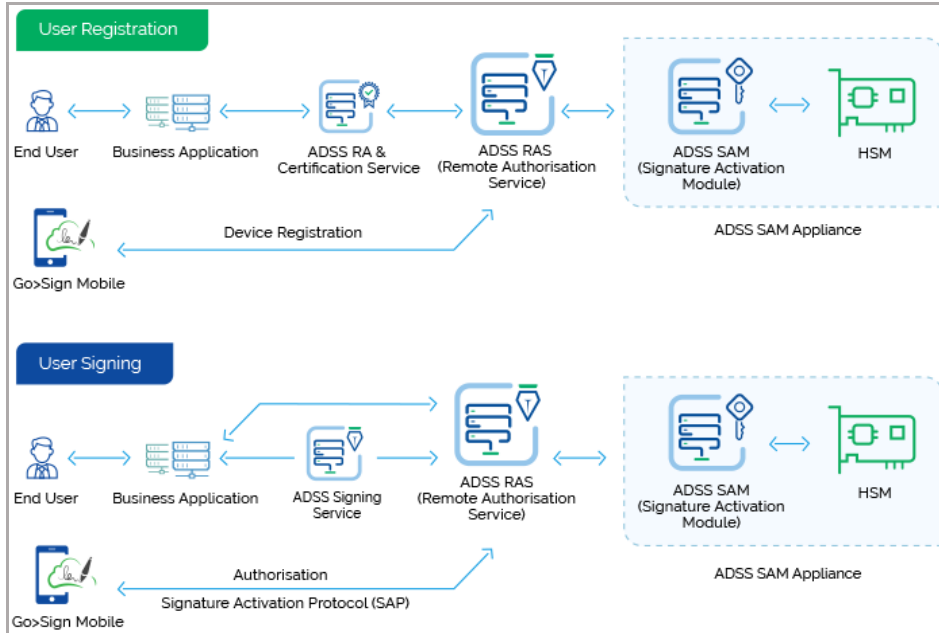 User Registration
End User
Business Application
ADSS RA &
Certification Service
ADSS RAS
(Remote Authorisation
Service)
ADSS SAM
(Signature Activation
Module)
HSM
ADSS SAM Appliance
Device Registration
Go>Sign Mobile
User Signing
End User
Business Application
ADSS Signing
Service
ADSS RAS
(Remote Authorisation
Service)
ADSS SAM
(Signature Activation
Module)
HSM
ADSS SAM Appliance
Authorisation
Signature Activation Protocol (SAP)
Go>Sign Mobile